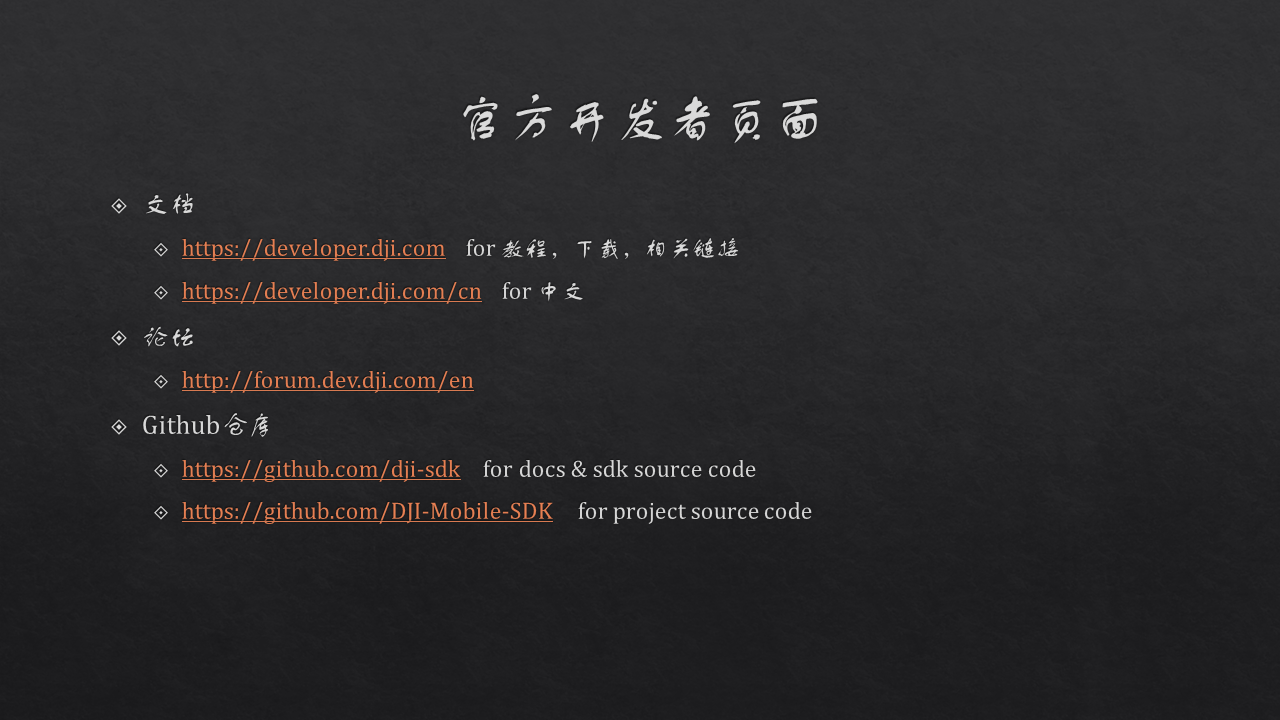 官方开发者页面
文档
https://developer.dji.com for 教程，下载，相关链接
https://developer.dji.com/cn for 中文
论坛
http://forum.dev.dji.com/en
Github仓库
https://github.com/dji-sdk for docs & sdk source code
https://github.com/DJI-Mobile-SDK for project source code